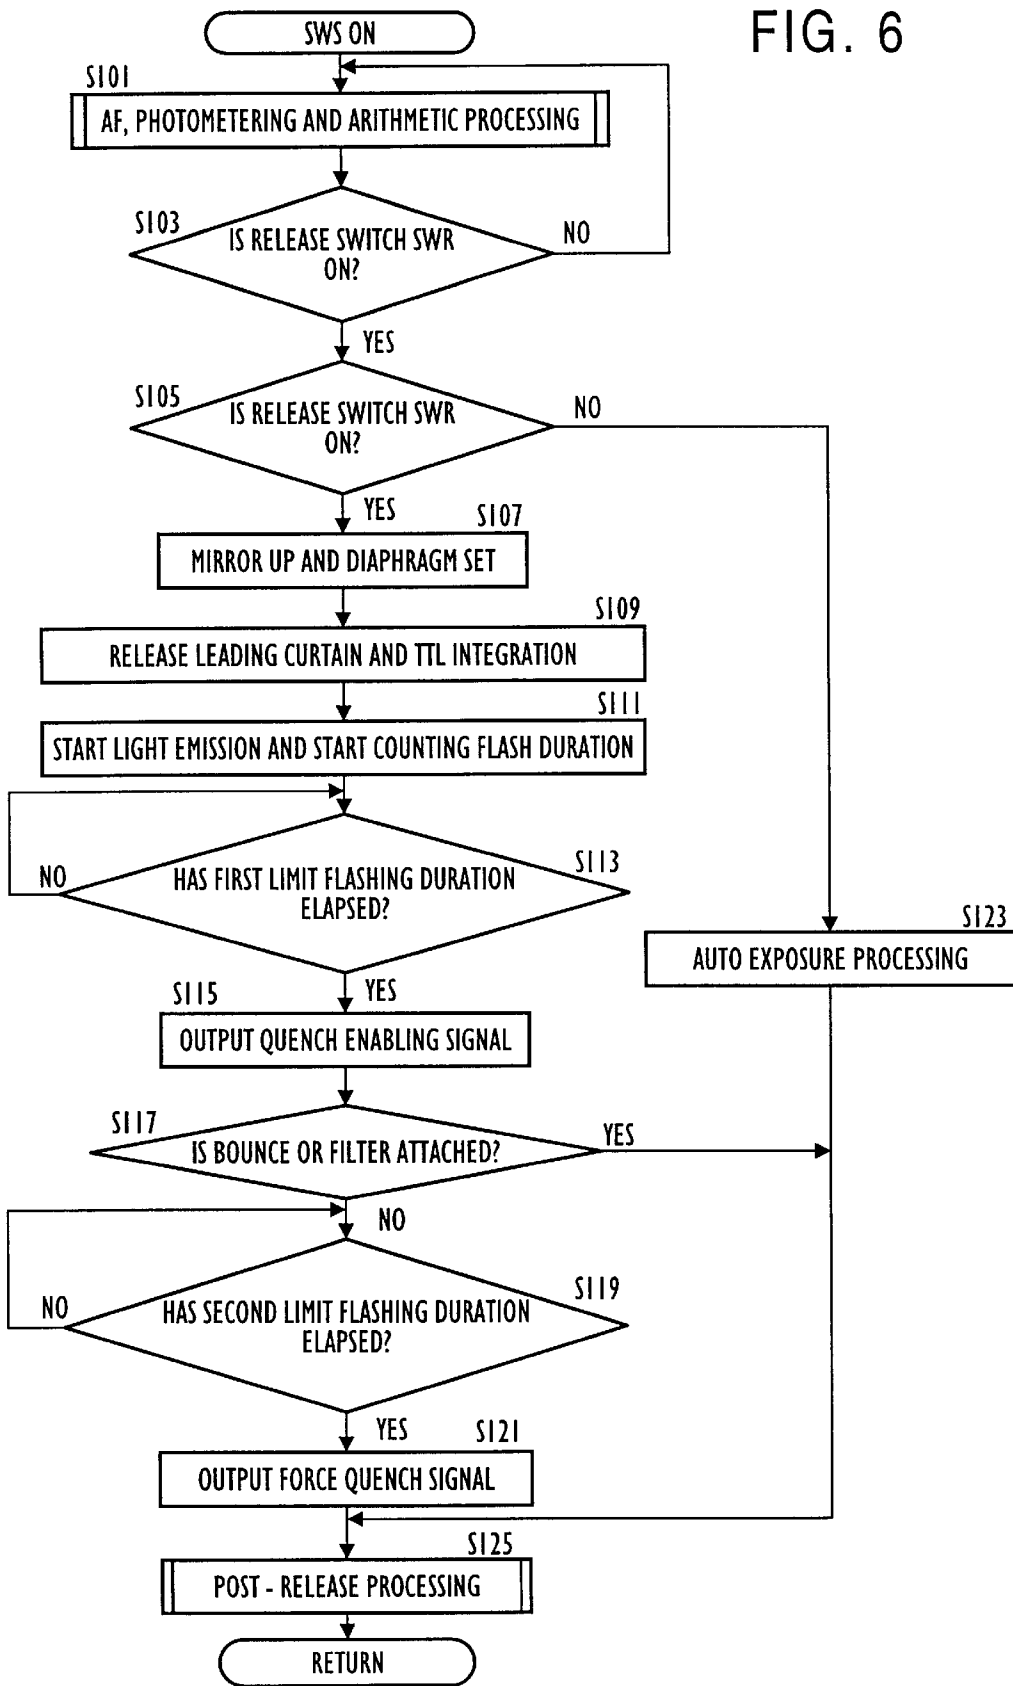 FIG. 6
SWS ON
S101
AF, PHOTOMETERING AND ARITHMETIC PROCESSING
S103
IS RELEASE SWITCH SWR
ON?
NO
YES
S105
IS RELEASE SWITCH SWR
ON?
NO
YES
S107
MIRROR UP AND DIAPHRAGM SET
S109
RELEASE LEADING CURTAIN AND TTL INTEGRATION
S111
START LIGHT EMISSION AND START COUNTING FLASH DURATION
S113
NO
HAS FIRST LIMIT FLASHING DURATION
ELAPSED?
S123
AUTO EXPOSURE PROCESSING
YES
S115
OUTPUT QUENCH ENABLING SIGNAL
S117
IS BOUNCE OR FILTER ATTACHED?
YES
NO
S119
NO
HAS SECOND LIMIT FLASHING DURATION
ELAPSED?
YES
S121
OUTPUT FORCE QUENCH SIGNAL
S125
POST - RELEASE PROCESSING
RETURN